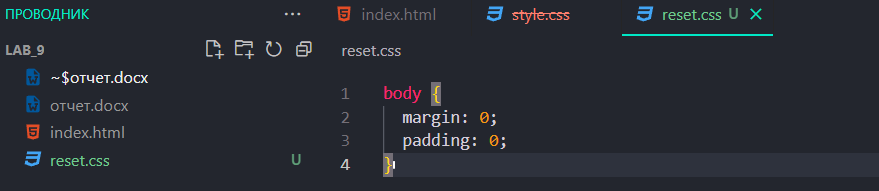 ПРОВОДНИК ···
index.html style.css reset.css U
LAB_9
reset.css
~$отчет.docx
отчет.docx
index.html
reset.css U
1 body {
2 margin: 0;
3 padding: 0;
4 }